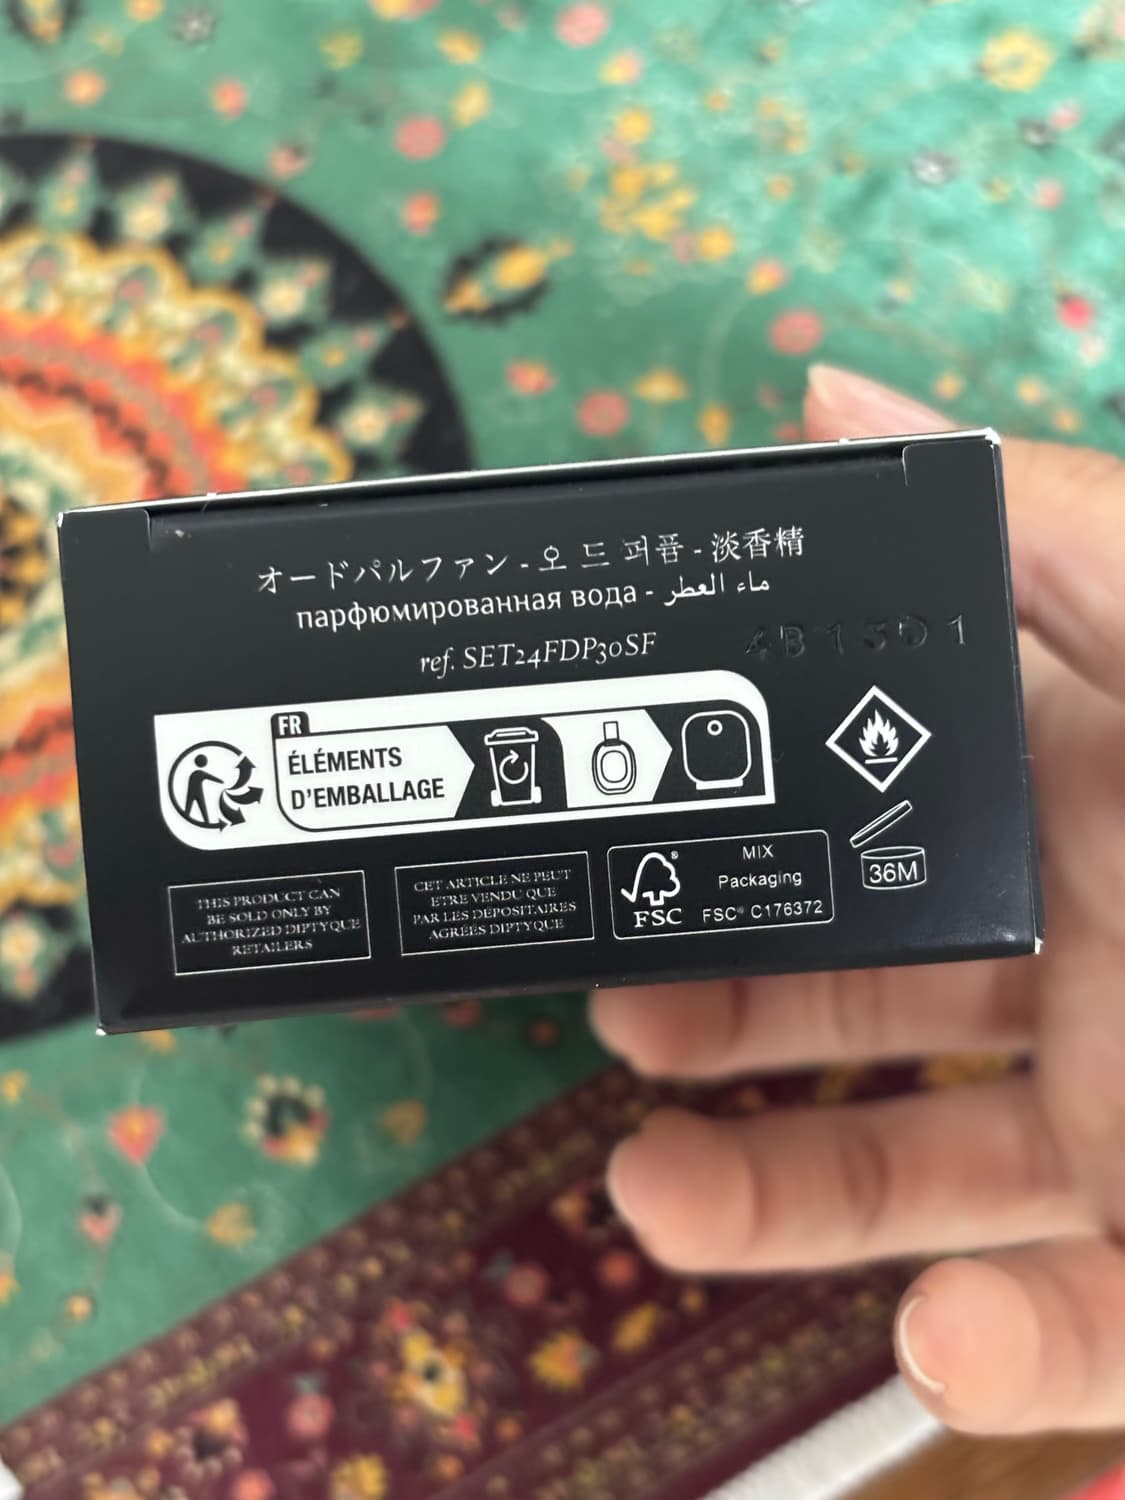 オードパルファン - 오 드 퍼퓸 - 淡香精
парфюмированная вода - ماء العطر
ref. SET24FDP30SF
4B1501
FR
ÉLÉMENTS
D'EMBALLAGE
36M
THIS PRODUCT CAN
BE SOLD ONLY BY
AUTHORIZED DIPTYQUE
RETAILERS
CET ARTICLE NE PEUT
ETRE VENDU QUE
PAR LES DÉPOSITAIRES
AGRÉÉS DIPTYQUE
FSC®
MIX
Packaging
FSC® C176372